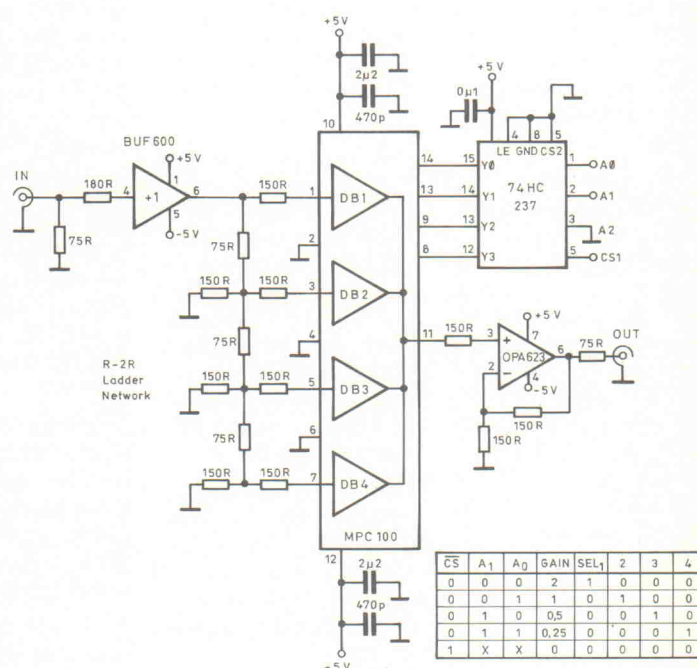 +5V
2µ2
470p
10
+5V
0µ1
4 8 5
LE GND CS2
BUF600
+5V
IN
180R
4
+1
1
6
5
-5V
75R
150R
1
DB1
14
15
Y0
1
A0
13
14
Y1
74HC
237
2
A1
9
13
Y2
3
A2
8
12
Y3
5
CS1
2
75R
150R
150R
3
DB2
4
75R
R-2R
Ladder
Network
150R
150R
5
DB3
6
75R
150R
150R
7
DB4
11
150R
3
+
+5V
7
OPA623
6
75R
OUT
2
−
4
-5V
150R
150R
MPC 100
12
2µ2
470p
+5V
CS A1 A0 GAIN SEL1 2 3 4
0 0 0 2 1 0 0 0
0 0 1 1 0 1 0 0
0 1 0 0,5 0 0 1 0
0 1 1 0,25 0 0 0 1
1 X X 0 0 0 0 0